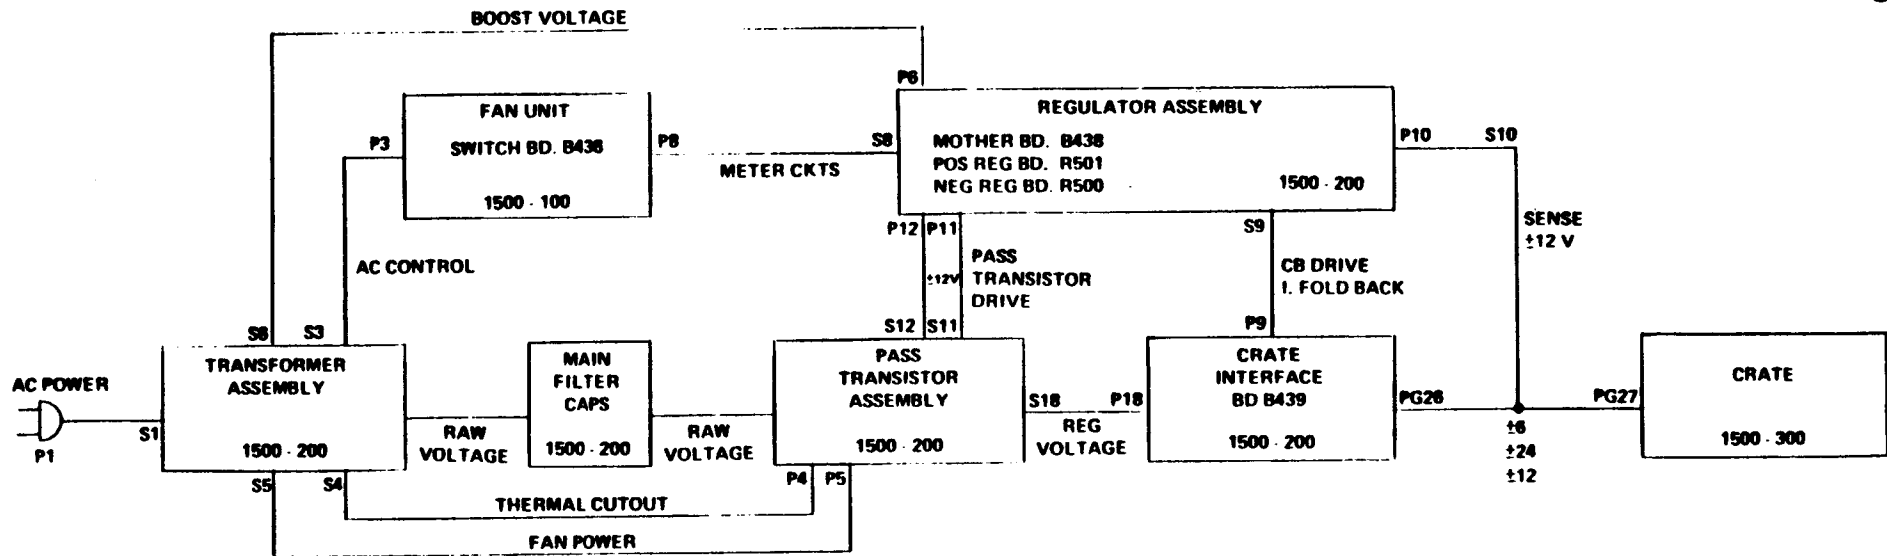 BOOST VOLTAGE
P6
FAN UNIT
SWITCH BD. B438
1500 - 100
P3
P8
METER CKTS
S8
REGULATOR ASSEMBLY
MOTHER BD. B438
POS REG BD. R501
NEG REG BD. R500
1500 - 200
P10
S10
SENSE
±12 V
AC CONTROL
P12
P11
±12V
PASS
TRANSISTOR
DRIVE
S9
CB DRIVE
I. FOLD BACK
S6
S3
S12
S11
P9
AC POWER
P1
S1
TRANSFORMER
ASSEMBLY
1500 - 200
RAW
VOLTAGE
MAIN
FILTER
CAPS
1500 - 200
RAW
VOLTAGE
PASS
TRANSISTOR
ASSEMBLY
1500 - 200
S18
P18
REG
VOLTAGE
CRATE
INTERFACE
BD B439
1500 - 200
PG26
PG27
±6
±24
±12
CRATE
1500 - 300
S5
S4
P4
P5
THERMAL CUTOUT
FAN POWER